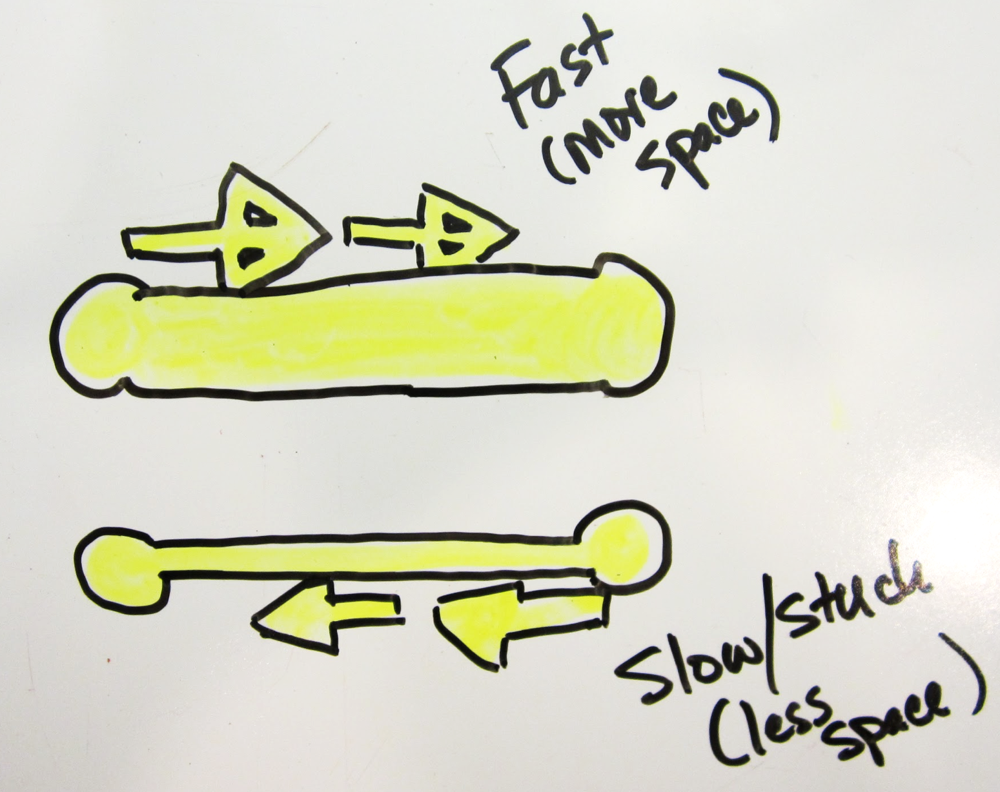 Fast
(more
space)
Slow/stuck
(less
space)